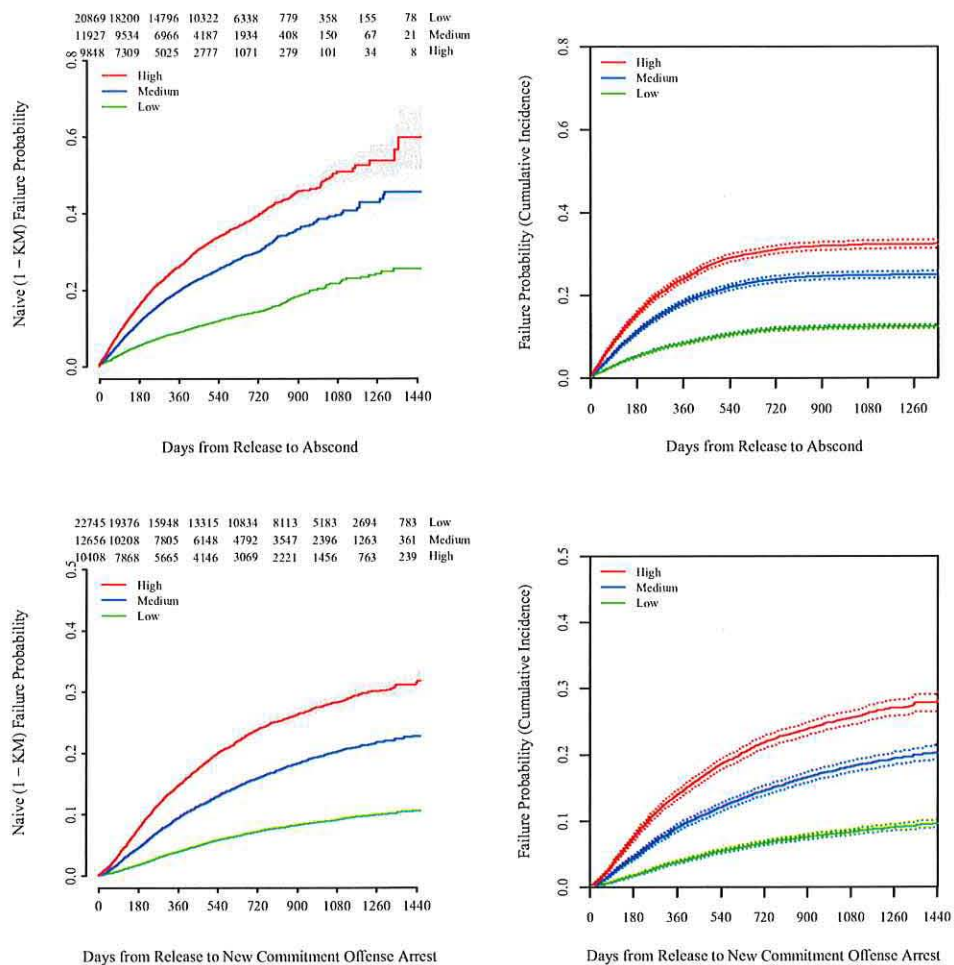 20869 18200 14796 10322 6338 779 358 155 78 Low
11927 9534 6966 4187 1934 408 150 67 21 Medium
9848 7309 5025 2777 1071 279 101 34 8 High
Naive (1 − KM) Failure Probability
0.0 0.2 0.4 0.6 0.8
High
Medium
Low
0 180 360 540 720 900 1080 1260 1440
Days from Release to Abscond
Failure Probability (Cumulative Incidence)
0.0 0.2 0.4 0.6 0.8
High
Medium
Low
0 180 360 540 720 900 1080 1260
Days from Release to Abscond
22745 19376 15948 13315 10834 8113 5183 2694 783 Low
12656 10208 7805 6148 4792 3547 2396 1263 361 Medium
10408 7868 5665 4146 3069 2221 1456 763 239 High
Naive (1 − KM) Failure Probability
0.0 0.1 0.2 0.3 0.4 0.5
High
Medium
Low
0 180 360 540 720 900 1080 1260 1440
Days from Release to New Commitment Offense Arrest
Failure Probability (Cumulative Incidence)
0.0 0.1 0.2 0.3 0.4 0.5
High
Medium
Low
0 180 360 540 720 900 1080 1260 1440
Days from Release to New Commitment Offense Arrest